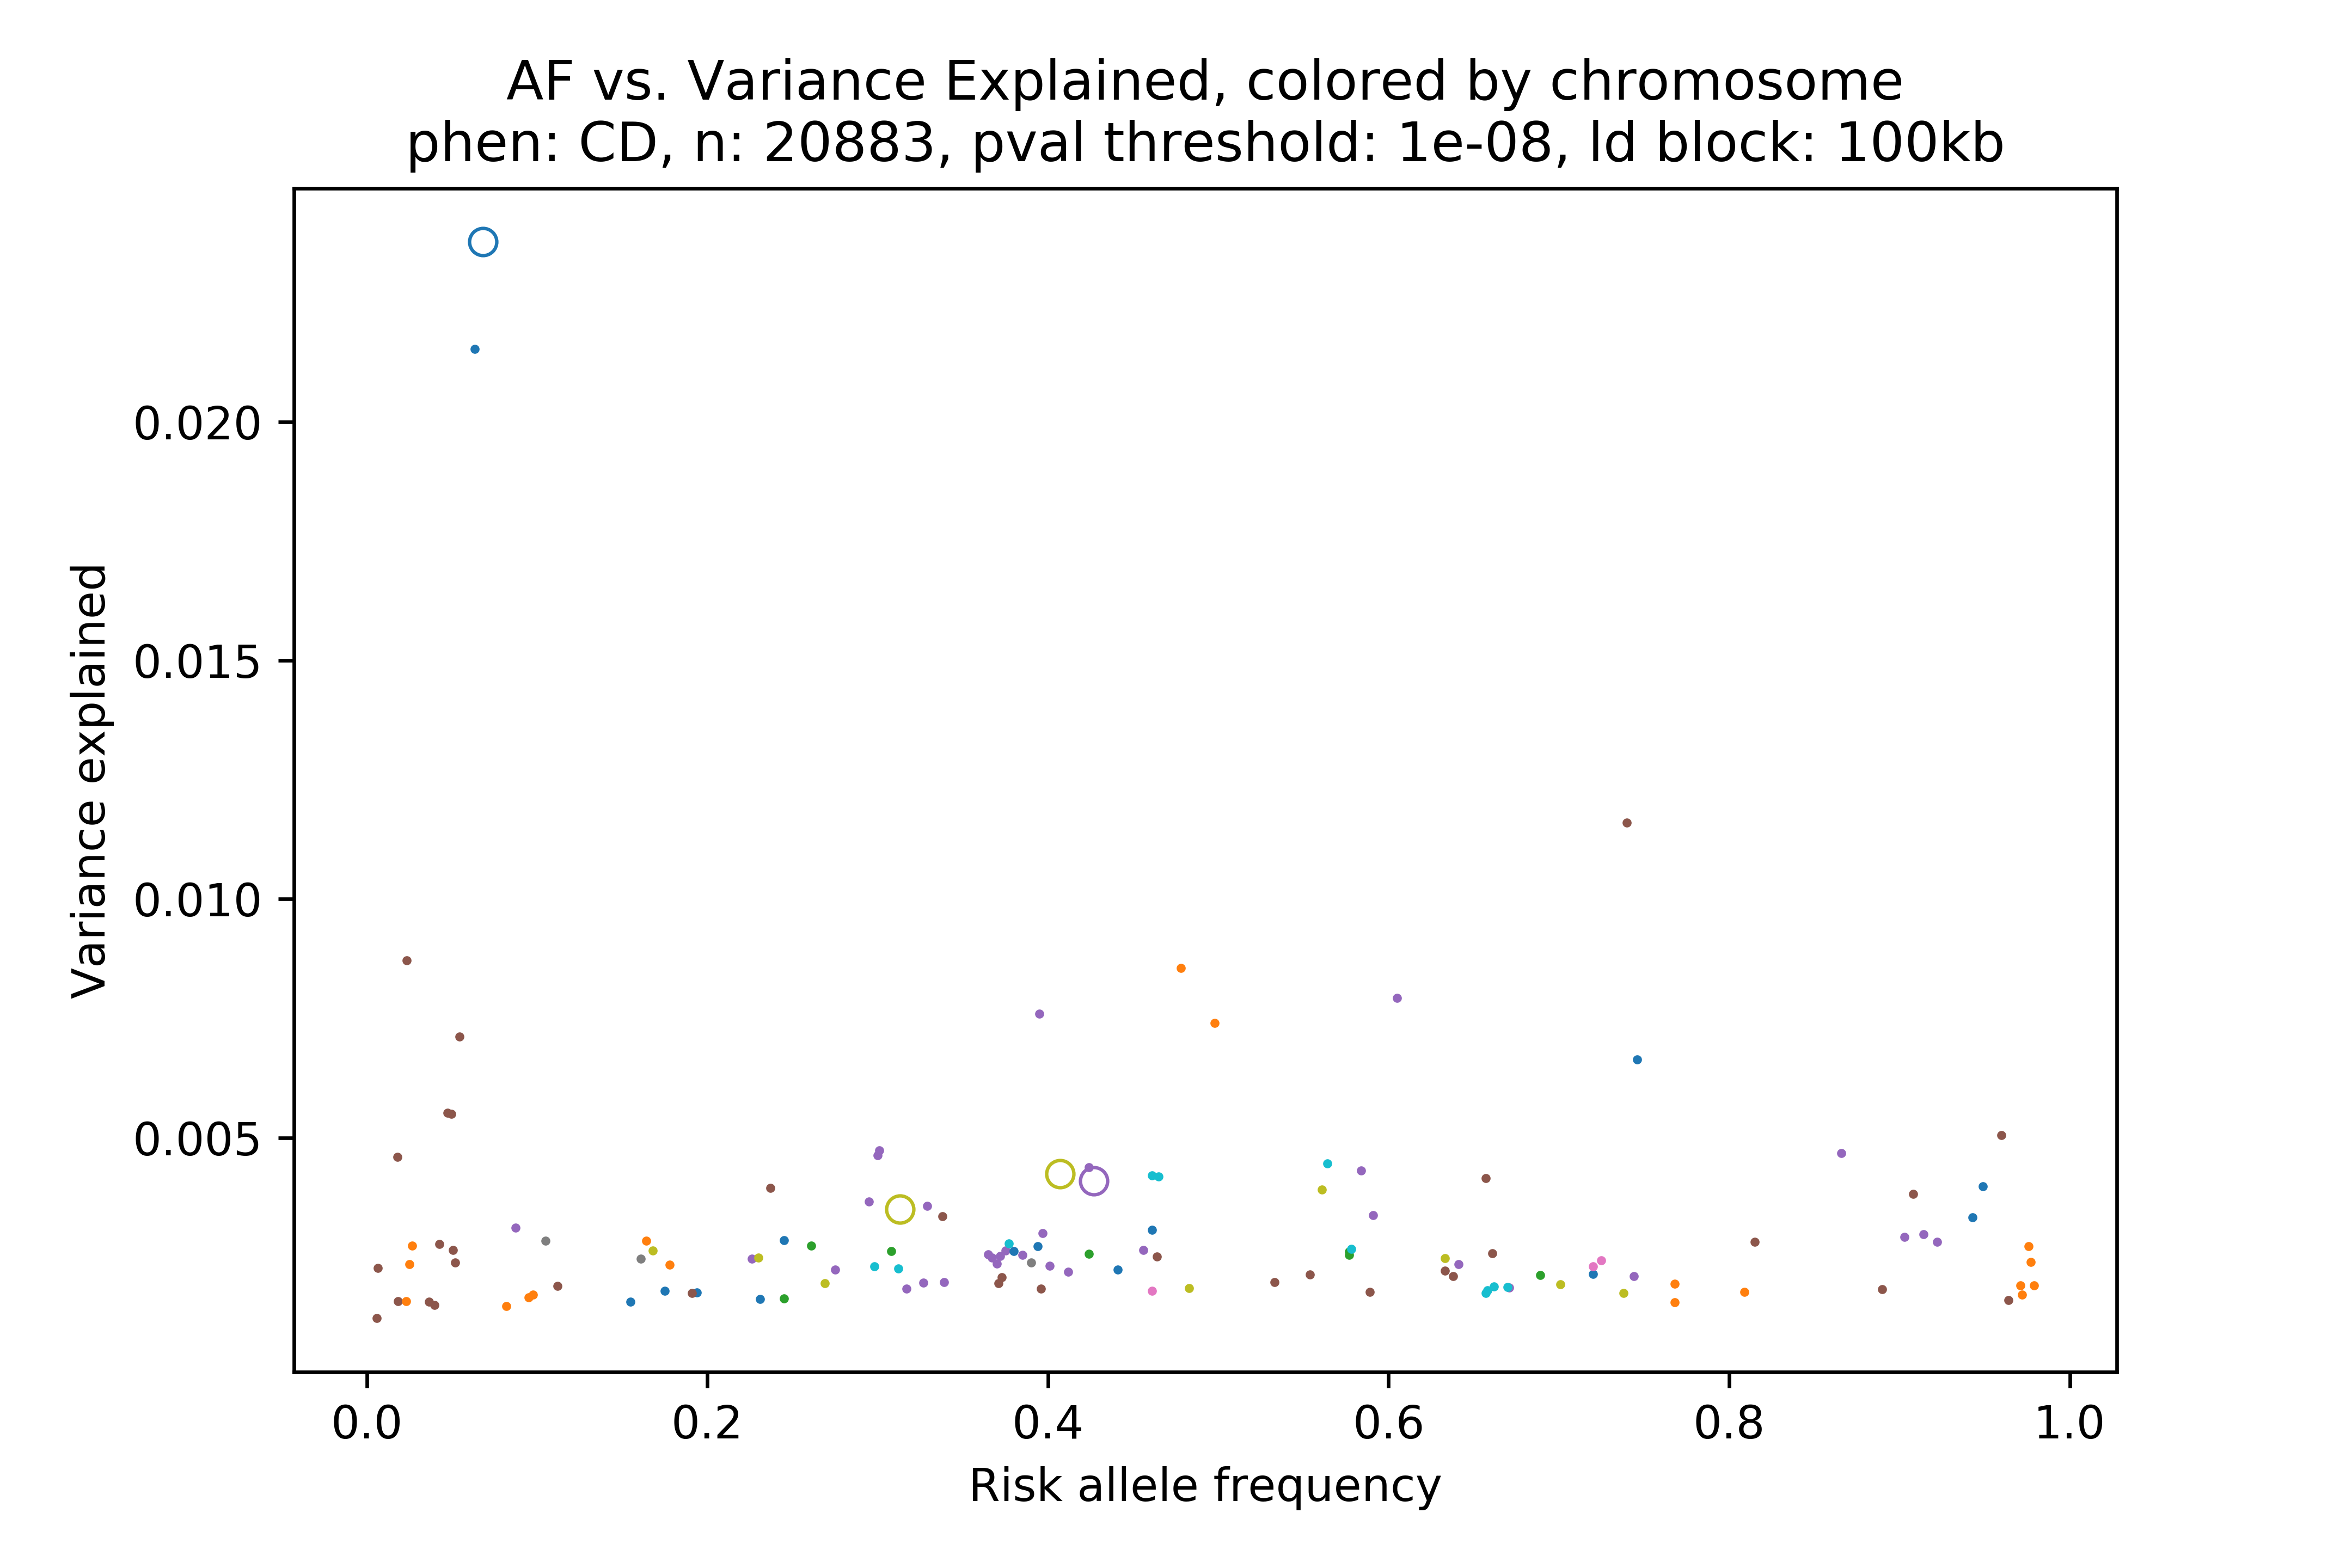 AF vs. Variance Explained, colored by chromosome
phen: CD, n: 20883, pval threshold: 1e-08, ld block: 100kb
Variance explained
0.020
0.015
0.010
0.005
0.0 0.2 0.4 0.6 0.8 1.0
Risk allele frequency